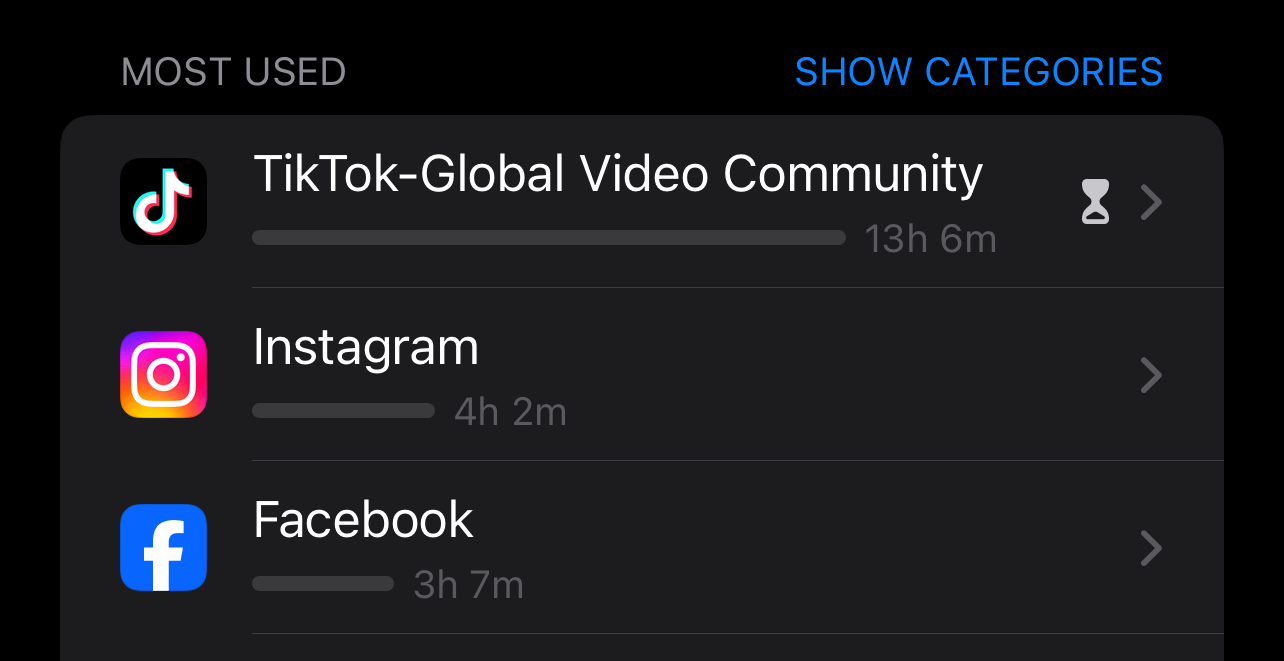 MOST USED
SHOW CATEGORIES
TikTok-Global Video Community
13h 6m
Instagram
4h 2m
Facebook
3h 7m